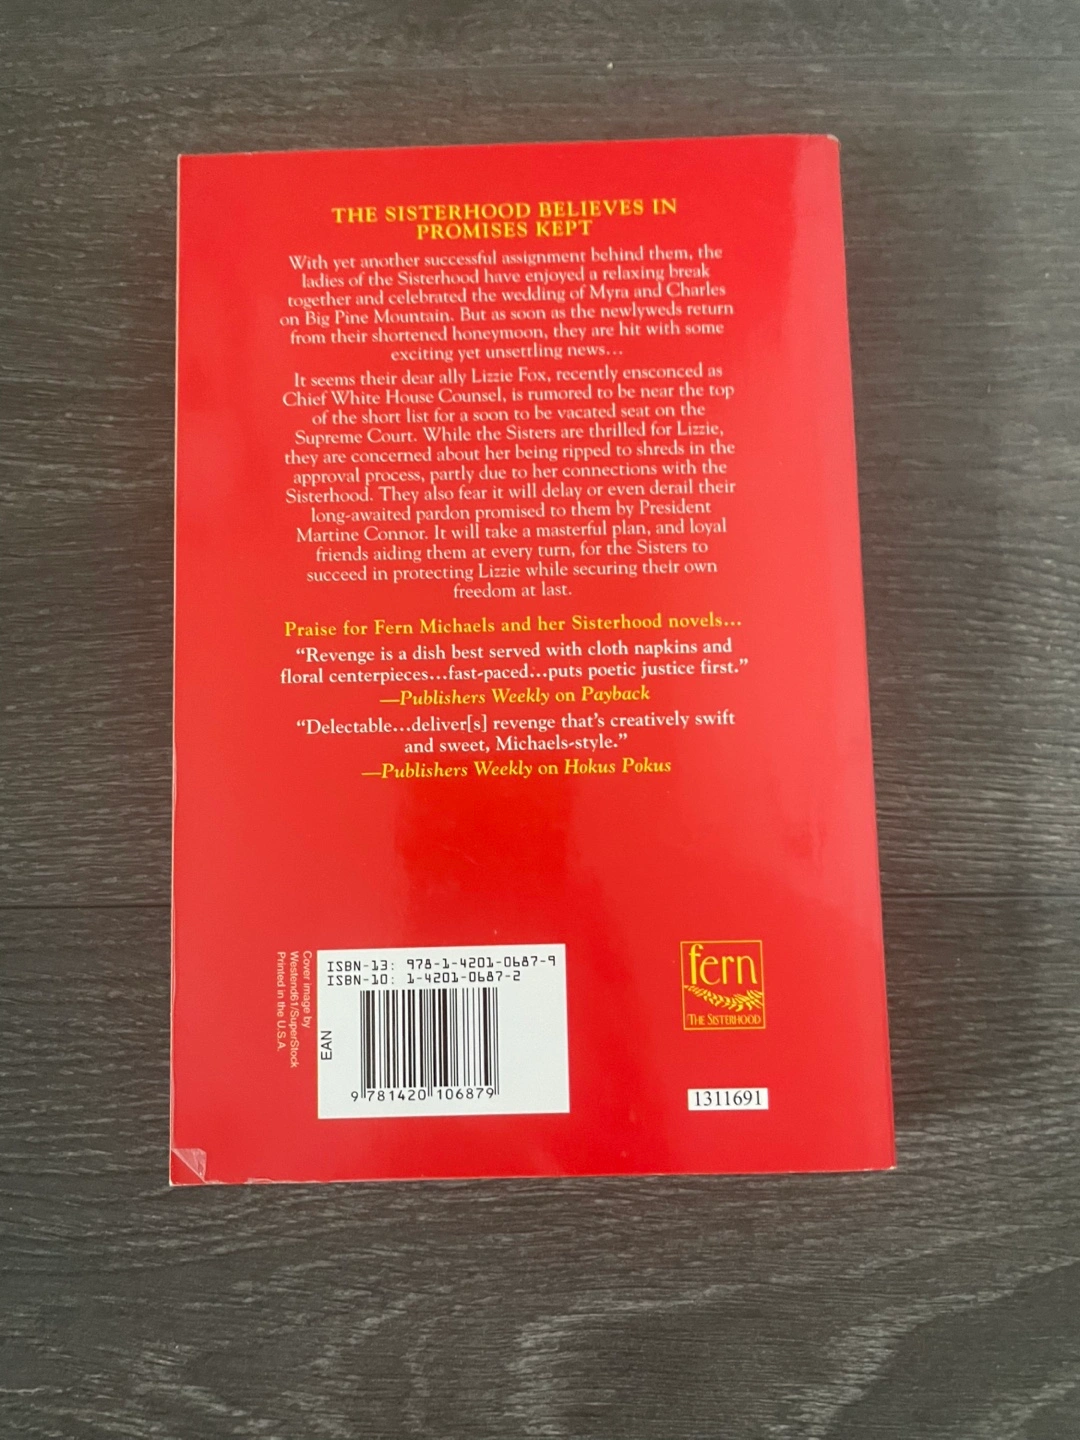 THE SISTERHOOD BELIEVES IN
PROMISES KEPT
With yet another successful assignment behind them, the
ladies of the Sisterhood have enjoyed a relaxing break
together and celebrated the wedding of Myra and Charles
on Big Pine Mountain. But as soon as the newlyweds return
from their shortened honeymoon, they are hit with some
exciting yet unsettling news...
It seems their dear ally Lizzie Fox, recently ensconced as
Chief White House Counsel, is rumored to be near the top
of the short list for a soon to be vacated seat on the
Supreme Court. While the Sisters are thrilled for Lizzie,
they are concerned about her being ripped to shreds in the
approval process, partly due to her connections with the
Sisterhood. They also fear it will delay or even derail their
long-awaited pardon promised to them by President
Martine Connor. It will take a masterful plan, and loyal
friends aiding them at every turn, for the Sisters to
succeed in protecting Lizzie while securing their own
freedom at last.
Praise for Fern Michaels and her Sisterhood novels...
“Revenge is a dish best served with cloth napkins and
floral centerpieces...fast-paced...puts poetic justice first.”
—Publishers Weekly on Payback
“Delectable...deliver[s] revenge that’s creatively swift
and sweet, Michaels-style.”
—Publishers Weekly on Hokus Pokus
Cover image by
Westend61/SuperStock
Printed in the U.S.A.
ISBN-13: 978-1-4201-0687-9
ISBN-10: 1-4201-0687-2
EAN
9 781420 106879
fern
THE SISTERHOOD
1311691